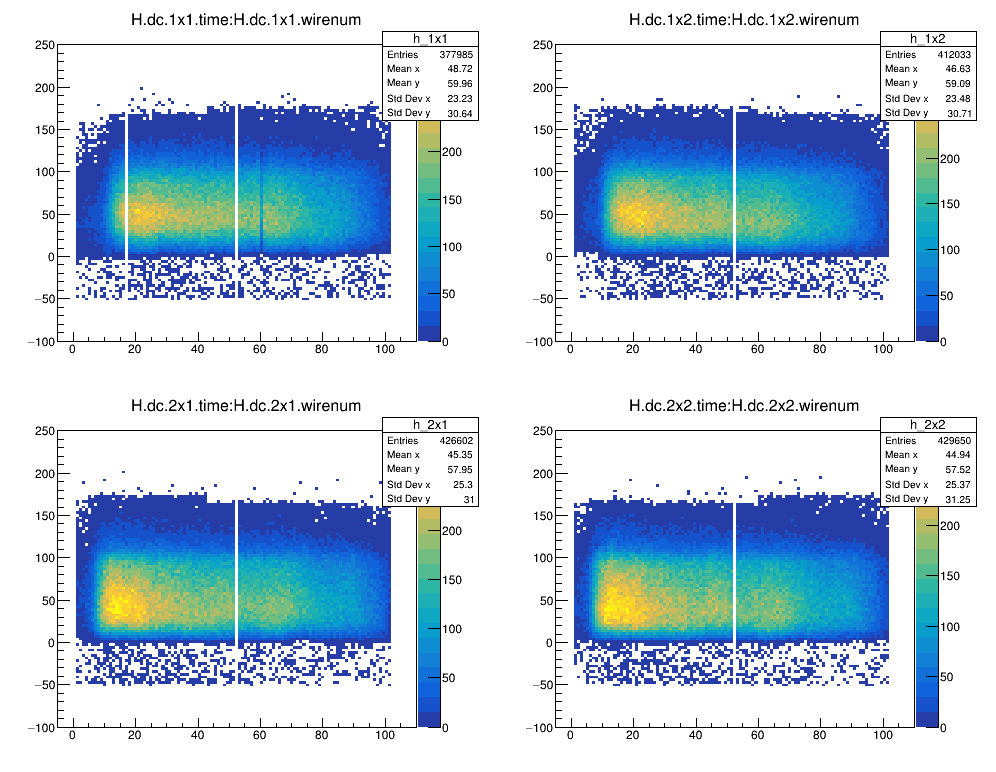 H.dc.1x1.time:H.dc.1x1.wirenum
h_1x1
Entries 377985
Mean x 48.72
Mean y 59.96
Std Dev x 23.23
Std Dev y 30.64
250
200
150
100
50
0
−50
−100
0 20 40 60 80 100
200
150
100
50
0
H.dc.1x2.time:H.dc.1x2.wirenum
h_1x2
Entries 412033
Mean x 46.63
Mean y 59.09
Std Dev x 23.48
Std Dev y 30.71
250
200
150
100
50
0
−50
−100
0 20 40 60 80 100
200
150
100
50
0
H.dc.2x1.time:H.dc.2x1.wirenum
h_2x1
Entries 426602
Mean x 45.35
Mean y 57.95
Std Dev x 25.3
Std Dev y 31
250
200
150
100
50
0
−50
−100
0 20 40 60 80 100
200
150
100
50
0
H.dc.2x2.time:H.dc.2x2.wirenum
h_2x2
Entries 429650
Mean x 44.94
Mean y 57.52
Std Dev x 25.37
Std Dev y 31.25
250
200
150
100
50
0
−50
−100
0 20 40 60 80 100
200
150
100
50
0